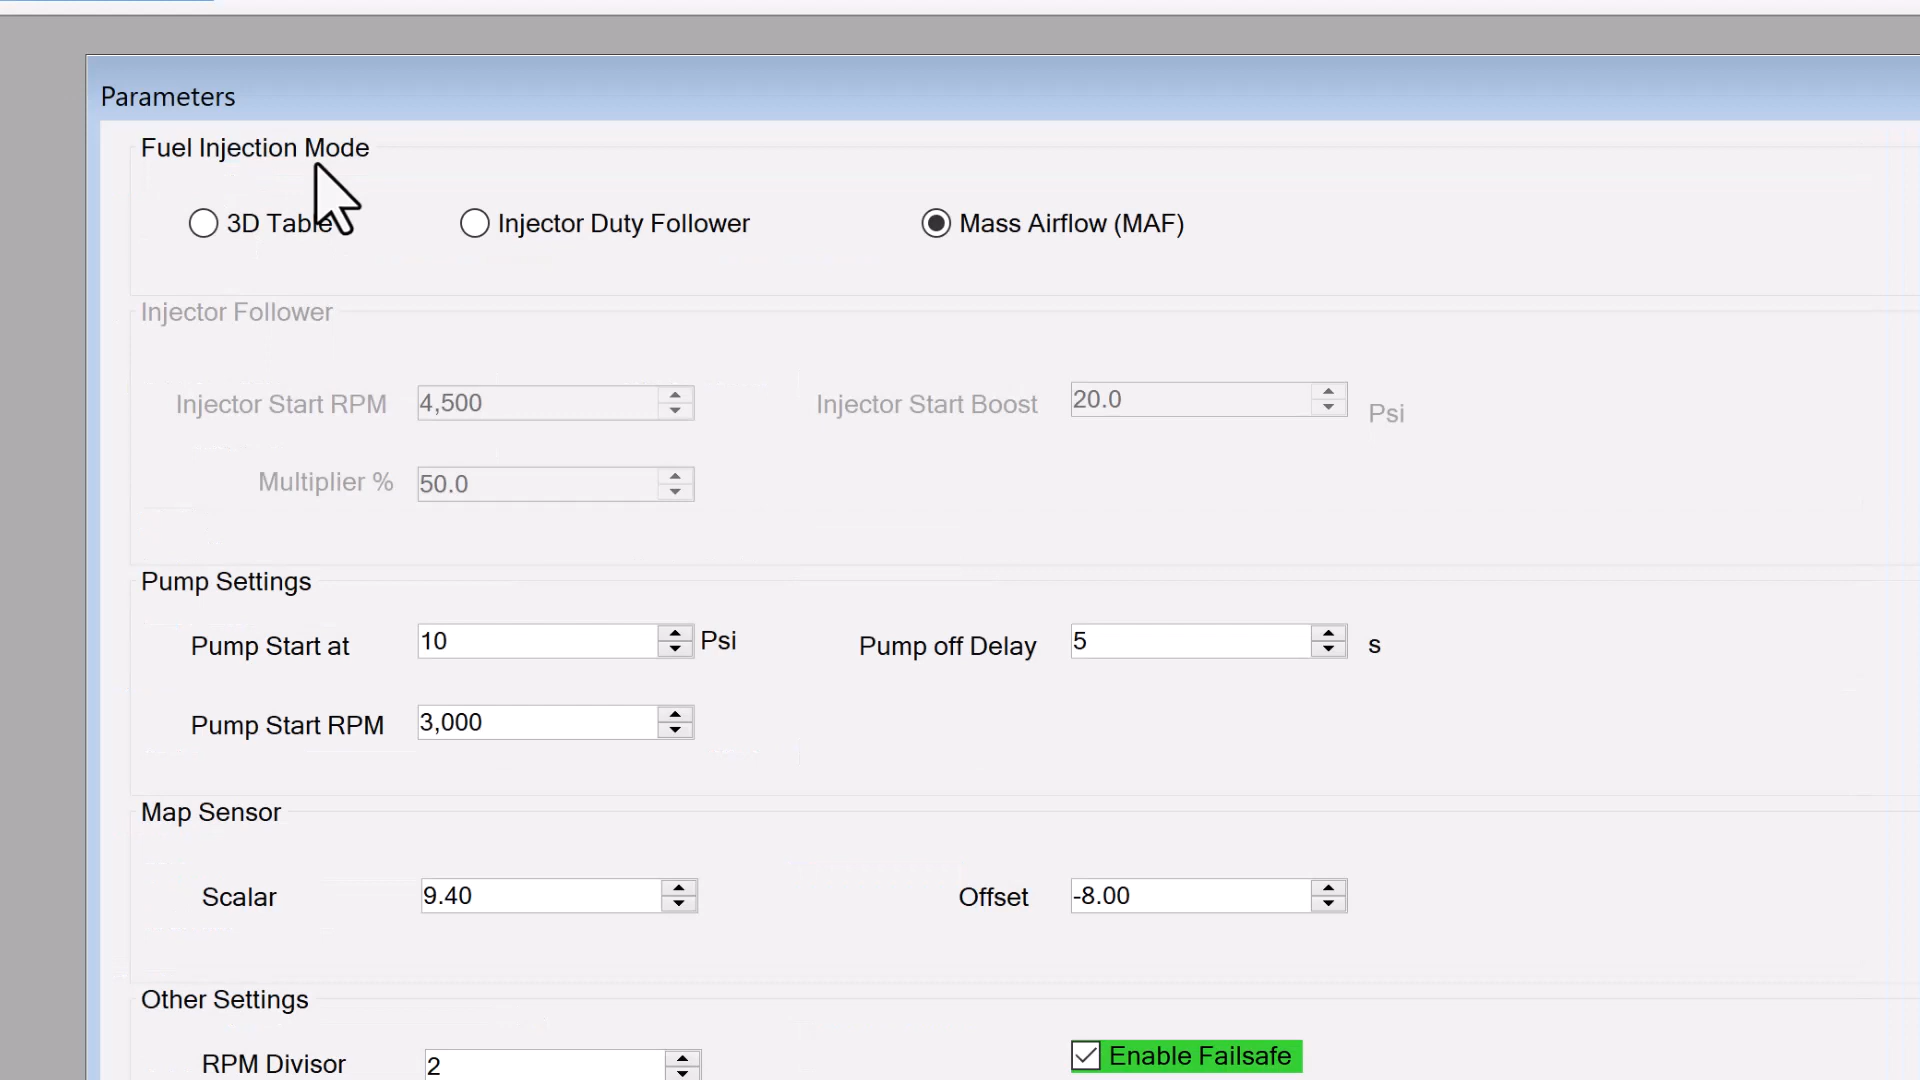 Parameters
Fuel Injection Mode
3D Table Injector Duty Follower Mass Airflow (MAF)
Injector Follower
Injector Start RPM 4,500 Injector Start Boost 20.0 Psi
Multiplier % 50.0
Pump Settings
Pump Start at 10 Psi Pump off Delay 5 s
Pump Start RPM 3,000
Map Sensor
Scalar 9.40 Offset -8.00
Other Settings
RPM Divisor 2 Enable Failsafe